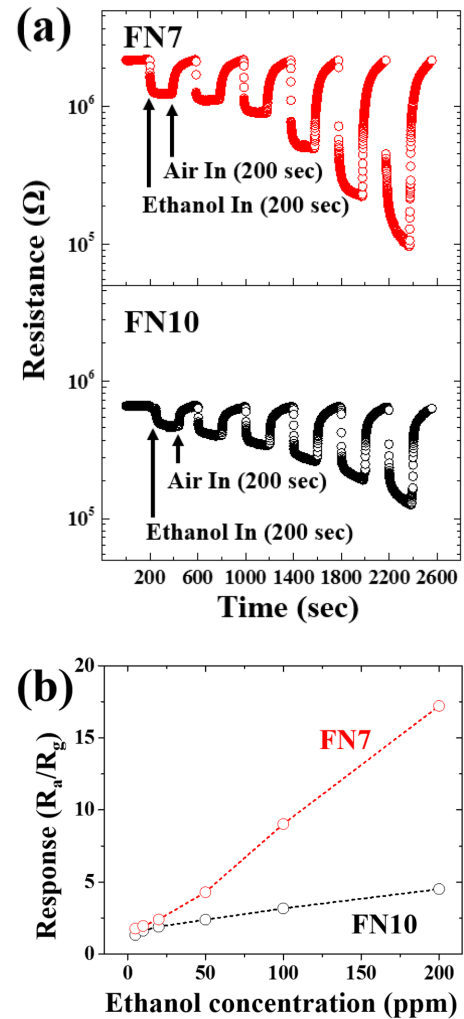 (a)
FN7
10⁶
Air In (200 sec)
Ethanol In (200 sec)
10⁵
Resistance (Ω)
FN10
10⁶
Air In (200 sec)
Ethanol In (200 sec)
10⁵
200 600 1000 1400 1800 2200 2600
Time (sec)
(b)
20
15
10
5
0
Response (Rₐ/R_g)
FN7
FN10
0 50 100 150 200
Ethanol concentration (ppm)